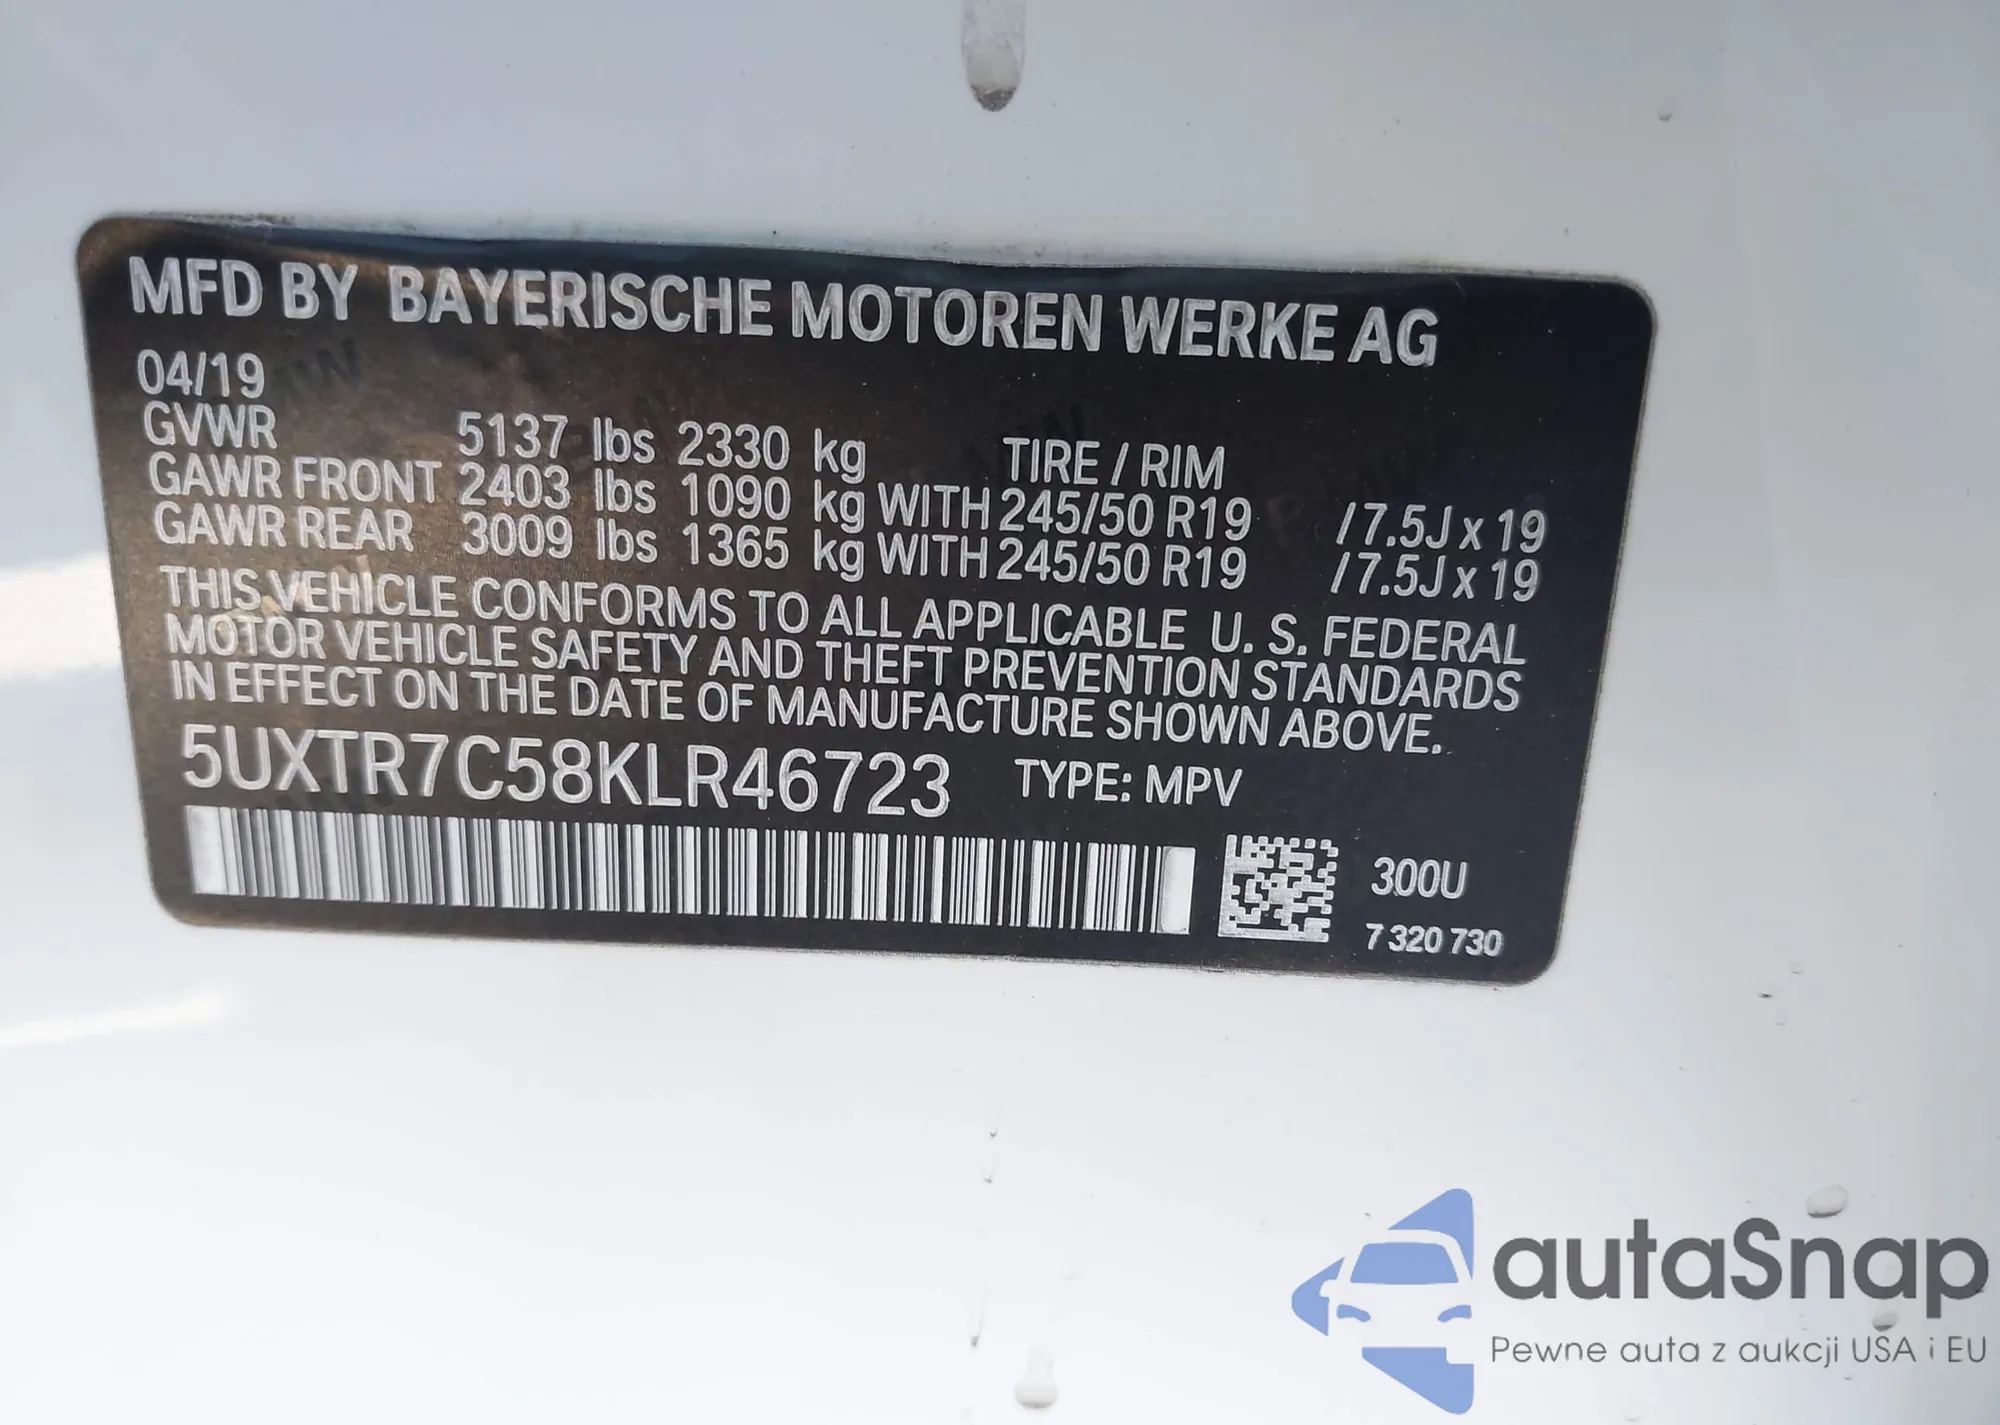 MFD BY BAYERISCHE MOTOREN WERKE AG
04/19
GVWR 5137 lbs 2330 kg TIRE / RIM
GAWR FRONT 2403 lbs 1090 kg WITH 245/50 R19 /7.5J x 19
GAWR REAR 3009 lbs 1365 kg WITH 245/50 R19 /7.5J x 19
THIS VEHICLE CONFORMS TO ALL APPLICABLE U. S. FEDERAL
MOTOR VEHICLE SAFETY AND THEFT PREVENTION STANDARDS
IN EFFECT ON THE DATE OF MANUFACTURE SHOWN ABOVE.
5UXTR7C58KLR46723 TYPE: MPV
300U
7 320 730
autaSnap
Pewne auta z aukcji USA i EU